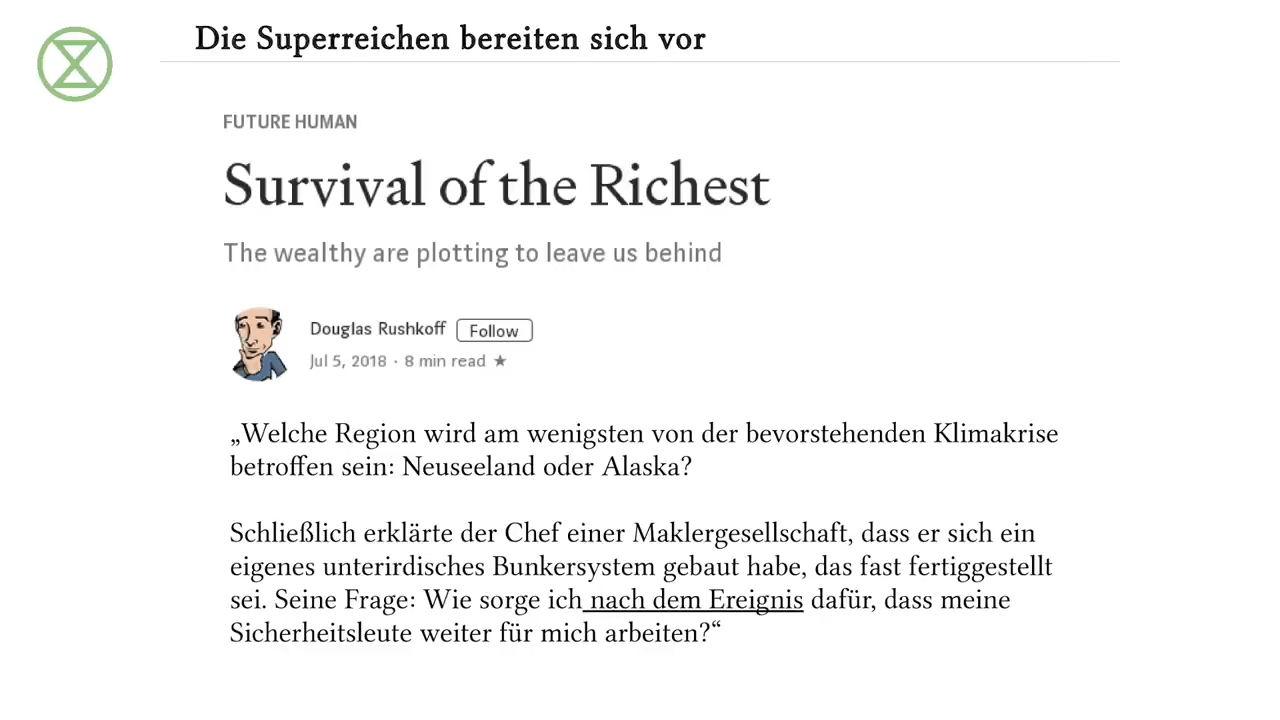 Die Superreichen bereiten sich vor
FUTURE HUMAN
Survival of the Richest
The wealthy are plotting to leave us behind
Douglas Rushkoff Follow
Jul 5, 2018 · 8 min read ★
„Welche Region wird am wenigsten von der bevorstehenden Klimakrise
betroffen sein: Neuseeland oder Alaska?
Schließlich erklärte der Chef einer Maklergesellschaft, dass er sich ein
eigenes unterirdisches Bunkersystem gebaut habe, das fast fertiggestellt
sei. Seine Frage: Wie sorge ich nach dem Ereignis dafür, dass meine
Sicherheitsleute weiter für mich arbeiten?“